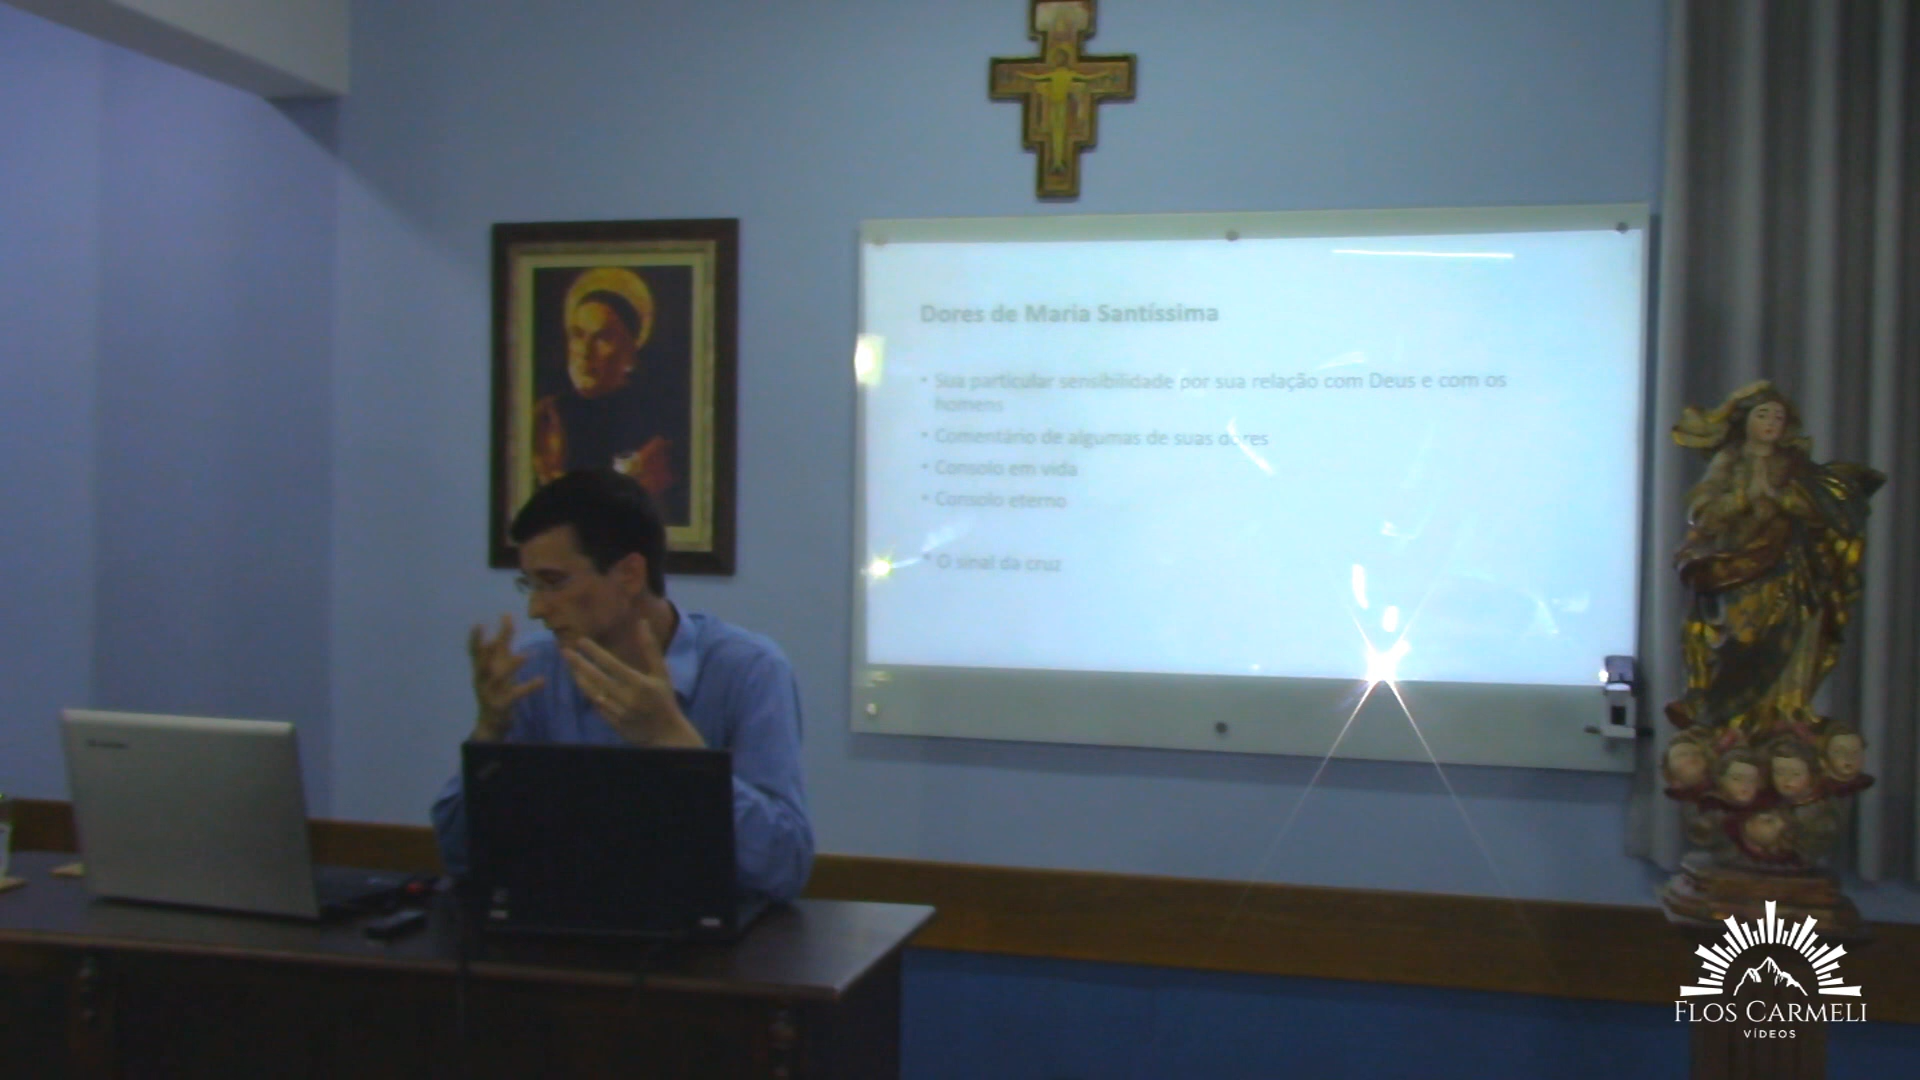 Dores de Maria Santíssima
• Sua particular sensibilidade por sua relação com Deus e com os
homens
• Comentário de algumas de suas dores
• Consolo em vida
• Consolo eterno
• O sinal da cruz
FLOS CARMELI
VÍDEOS